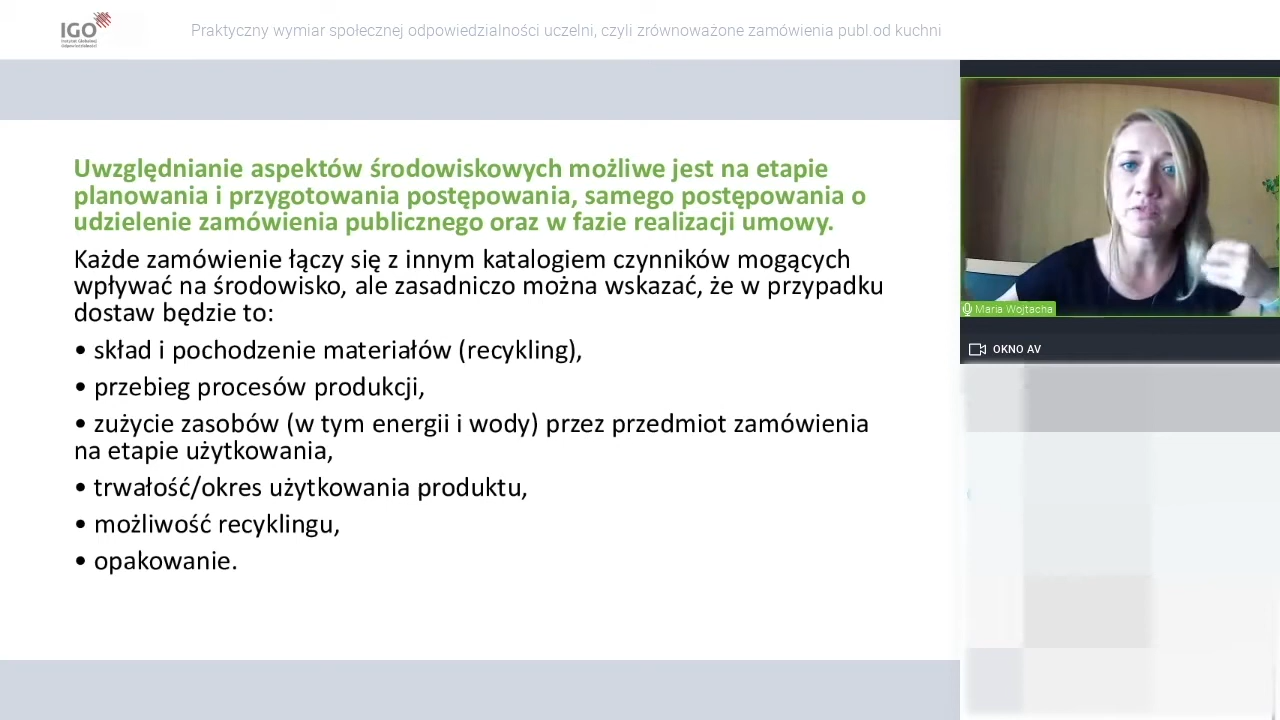 IGO
Instytut Globalnej
Odpowiedzialności
Praktyczny wymiar społecznej odpowiedzialności uczelni, czyli zrównoważone zamówienia publ.od kuchni
Uwzględnianie aspektów środowiskowych możliwe jest na etapie
planowania i przygotowania postępowania, samego postępowania o
udzielenie zamówienia publicznego oraz w fazie realizacji umowy.
Każde zamówienie łączy się z innym katalogiem czynników mogących
wpływać na środowisko, ale zasadniczo można wskazać, że w przypadku
dostaw będzie to:
• skład i pochodzenie materiałów (recykling),
• przebieg procesów produkcji,
• zużycie zasobów (w tym energii i wody) przez przedmiot zamówienia
na etapie użytkowania,
• trwałość/okres użytkowania produktu,
• możliwość recyklingu,
• opakowanie.
Maria Wojtacha
OKNO AV